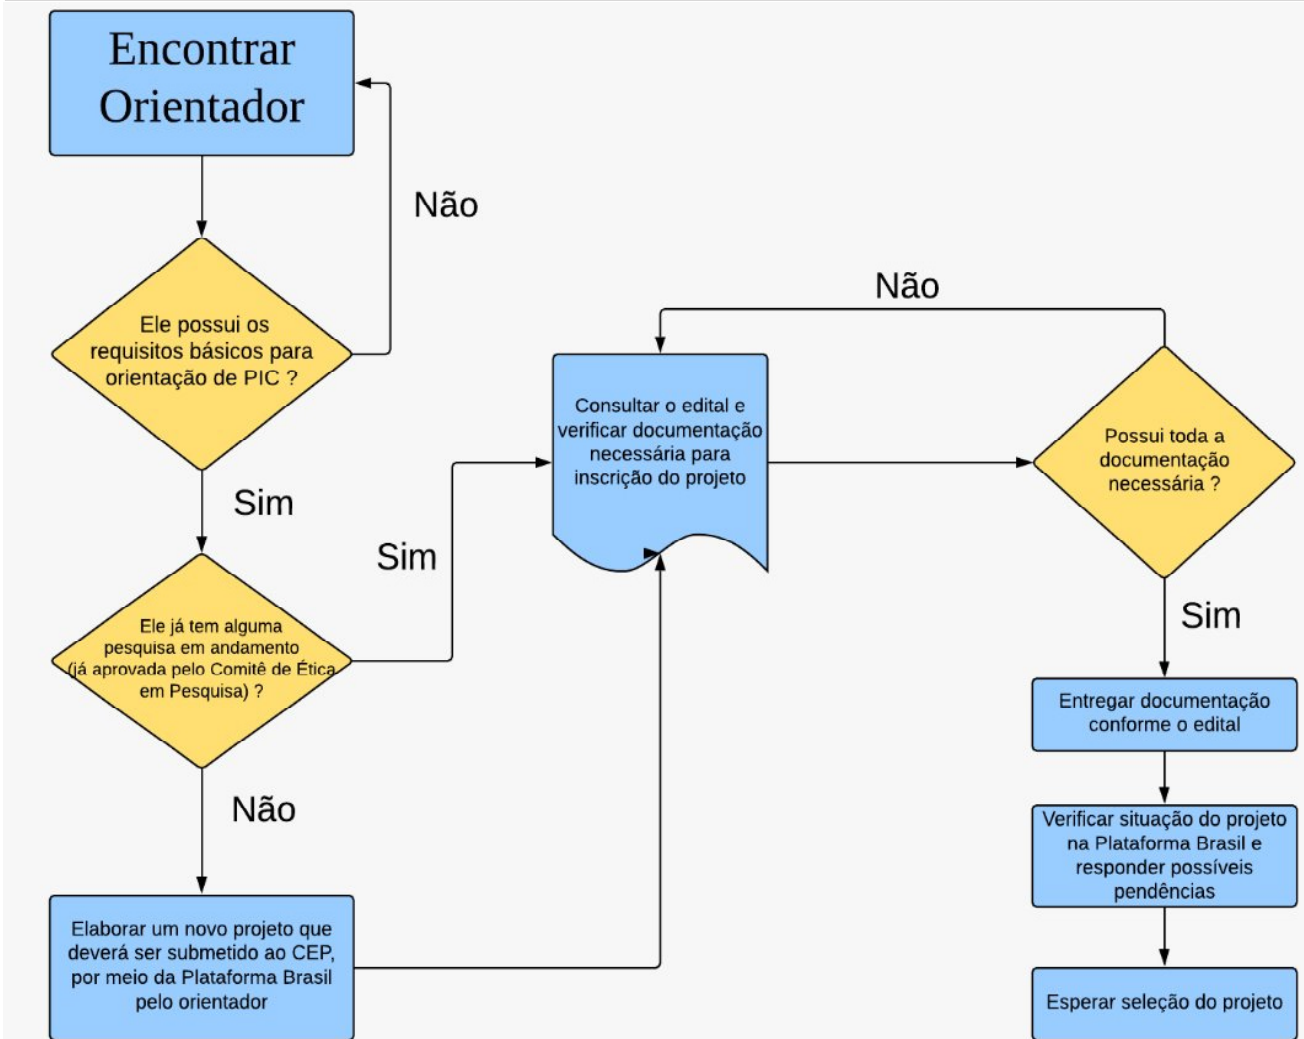 Encontrar
Orientador
Não
Ele possui os
requisitos básicos para
orientação de PIC ?
Sim
Ele já tem alguma
pesquisa em andamento
(já aprovada pelo Comitê de Ética
em Pesquisa) ?
Sim
Não
Elaborar um novo projeto que
deverá ser submetido ao CEP,
por meio da Plataforma Brasil
pelo orientador
Consultar o edital e
verificar documentação
necessária para
inscrição do projeto
Não
Possui toda a
documentação
necessária ?
Sim
Entregar documentação
conforme o edital
Verificar situação do projeto
na Plataforma Brasil e
responder possíveis
pendências
Esperar seleção do projeto